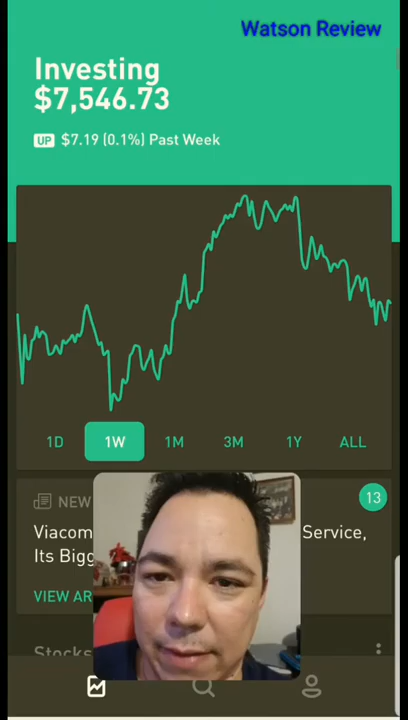 Watson Review
Investing
$7,546.73
UP $7.19 (0.1%) Past Week
1D 1W 1M 3M 1Y ALL
13
NEW
Viacom Service,
Its Bigg
VIEW AR
Stocks